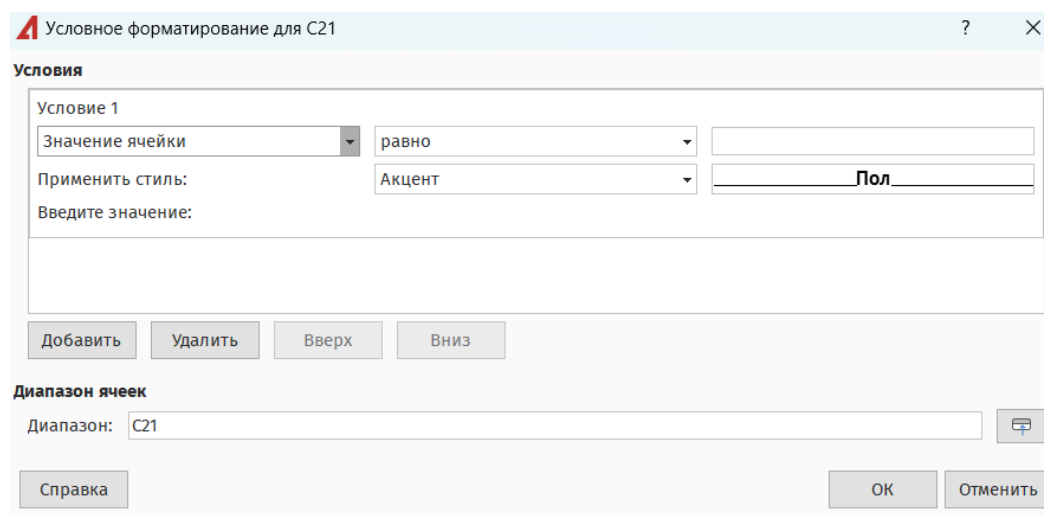 Условное форматирование для C21
?
Условия
Условие 1
Значение ячейки
равно
Применить стиль:
Акцент
Пол
Введите значение:
Добавить
Удалить
Вверх
Вниз
Диапазон ячеек
Диапазон:
C21
Справка
ОК
Отменить